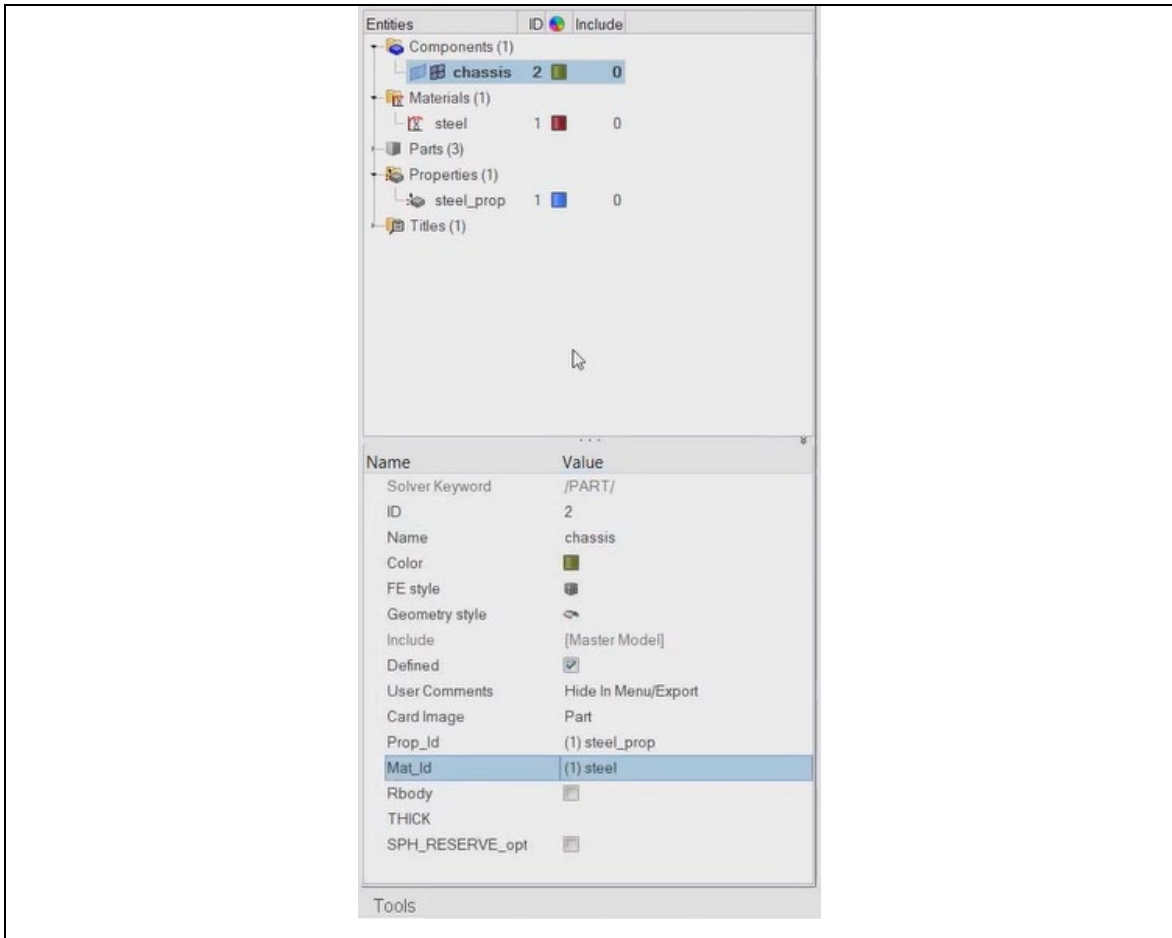 Entities ID Include
Components (1)
chassis 2 0
Materials (1)
steel 1 0
Parts (3)
Properties (1)
steel_prop 1 0
Titles (1)
Name Value
Solver Keyword /PART/
ID 2
Name chassis
Color
FE style
Geometry style
Include [Master Model]
Defined
User Comments Hide In Menu/Export
Card Image Part
Prop_Id (1) steel_prop
Mat_Id (1) steel
Rbody
THICK
SPH_RESERVE_opt
Tools